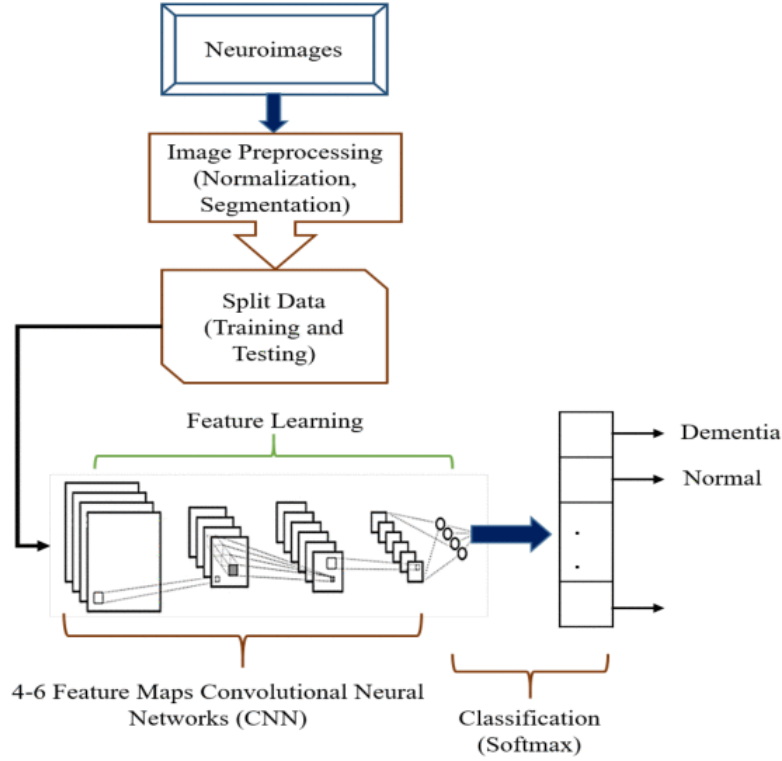 Neuroimages
Image Preprocessing
(Normalization,
Segmentation)
Split Data
(Training and
Testing)
Feature Learning
Dementia
Normal
4-6 Feature Maps Convolutional Neural
Networks (CNN)
Classification
(Softmax)